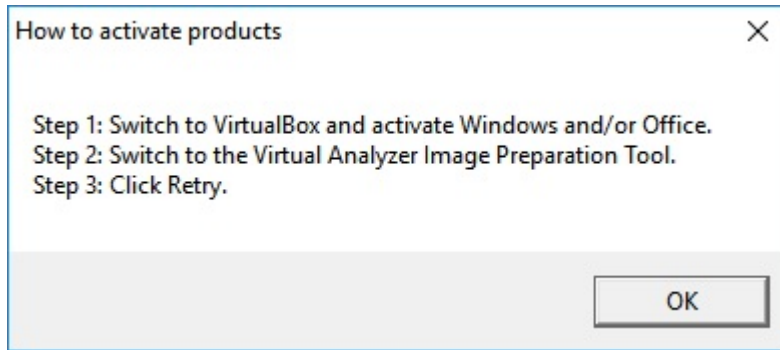 How to activate products
Step 1: Switch to VirtualBox and activate Windows and/or Office.
Step 2: Switch to the Virtual Analyzer Image Preparation Tool.
Step 3: Click Retry.
OK